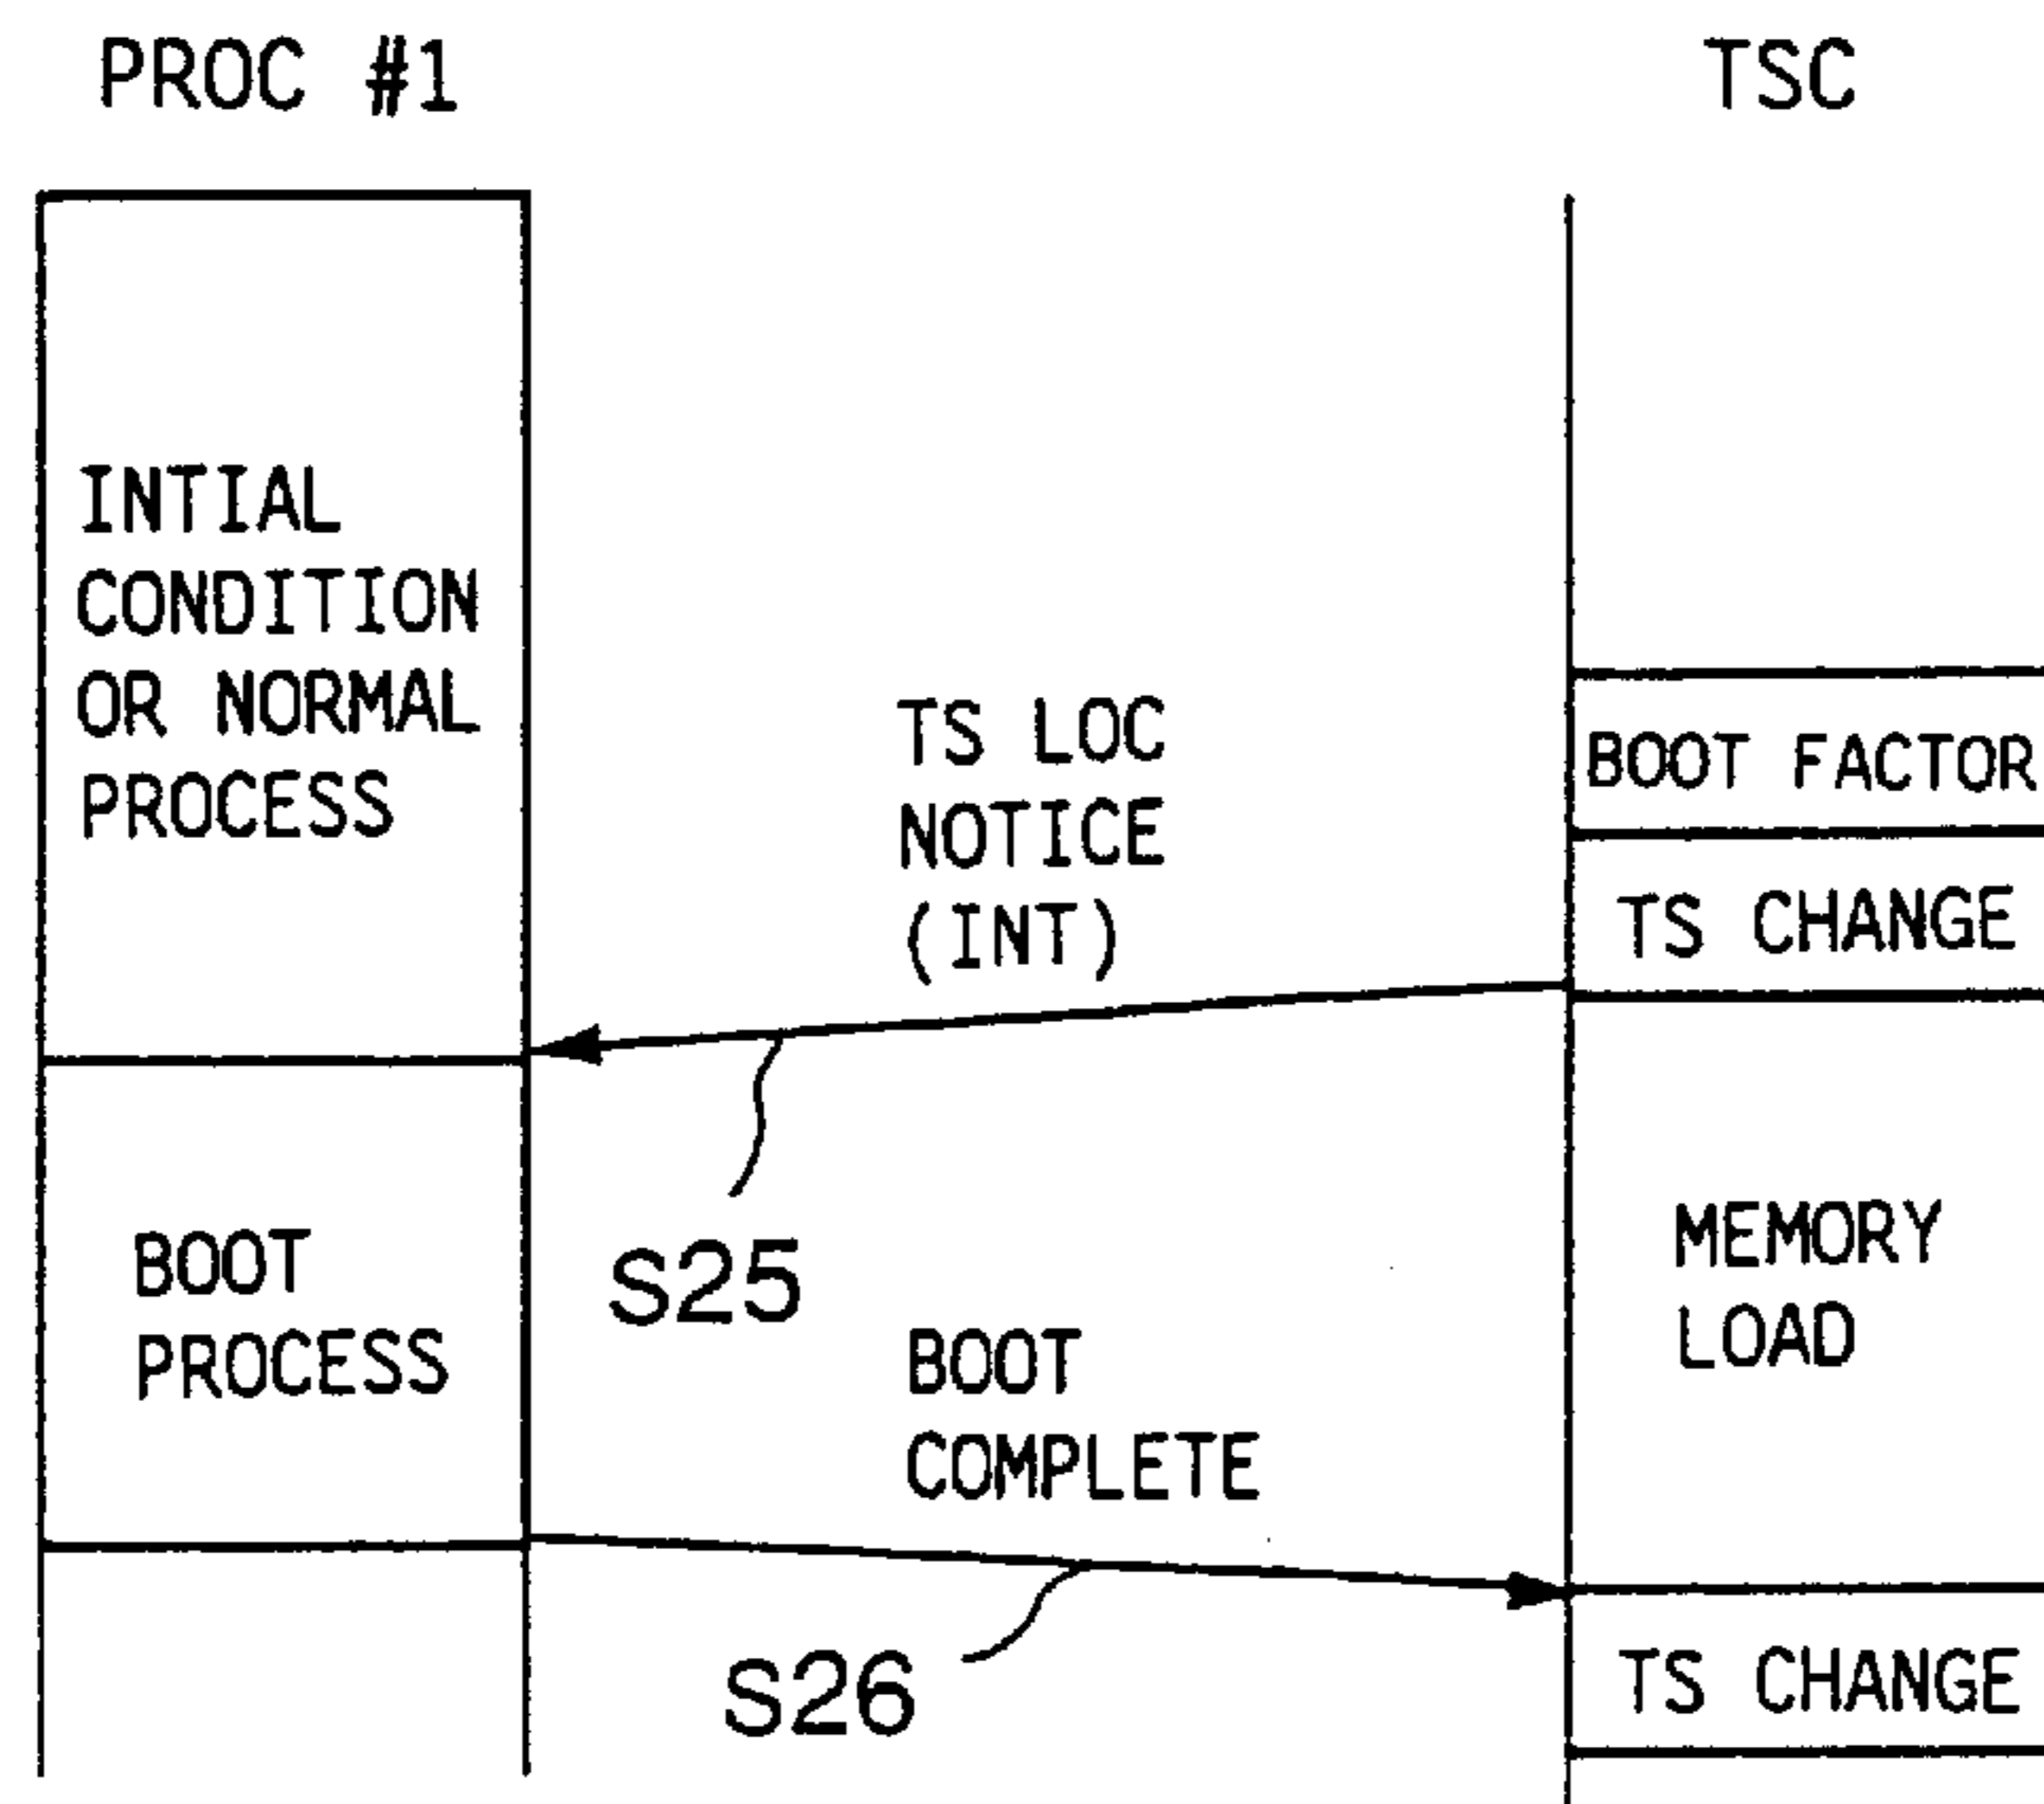 PROC #1
TSC
INTIAL
CONDITION
OR NORMAL
PROCESS
TS LOC
NOTICE
(INT)
BOOT FACTOR
TS CHANGE
S25
BOOT
PROCESS
MEMORY
LOAD
BOOT
COMPLETE
S26
TS CHANGE